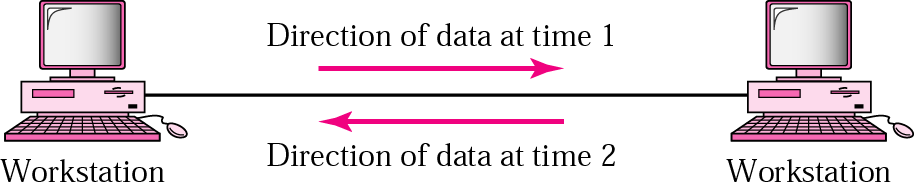 Direction of data at time 1
Direction of data at time 2
Workstation
Workstation